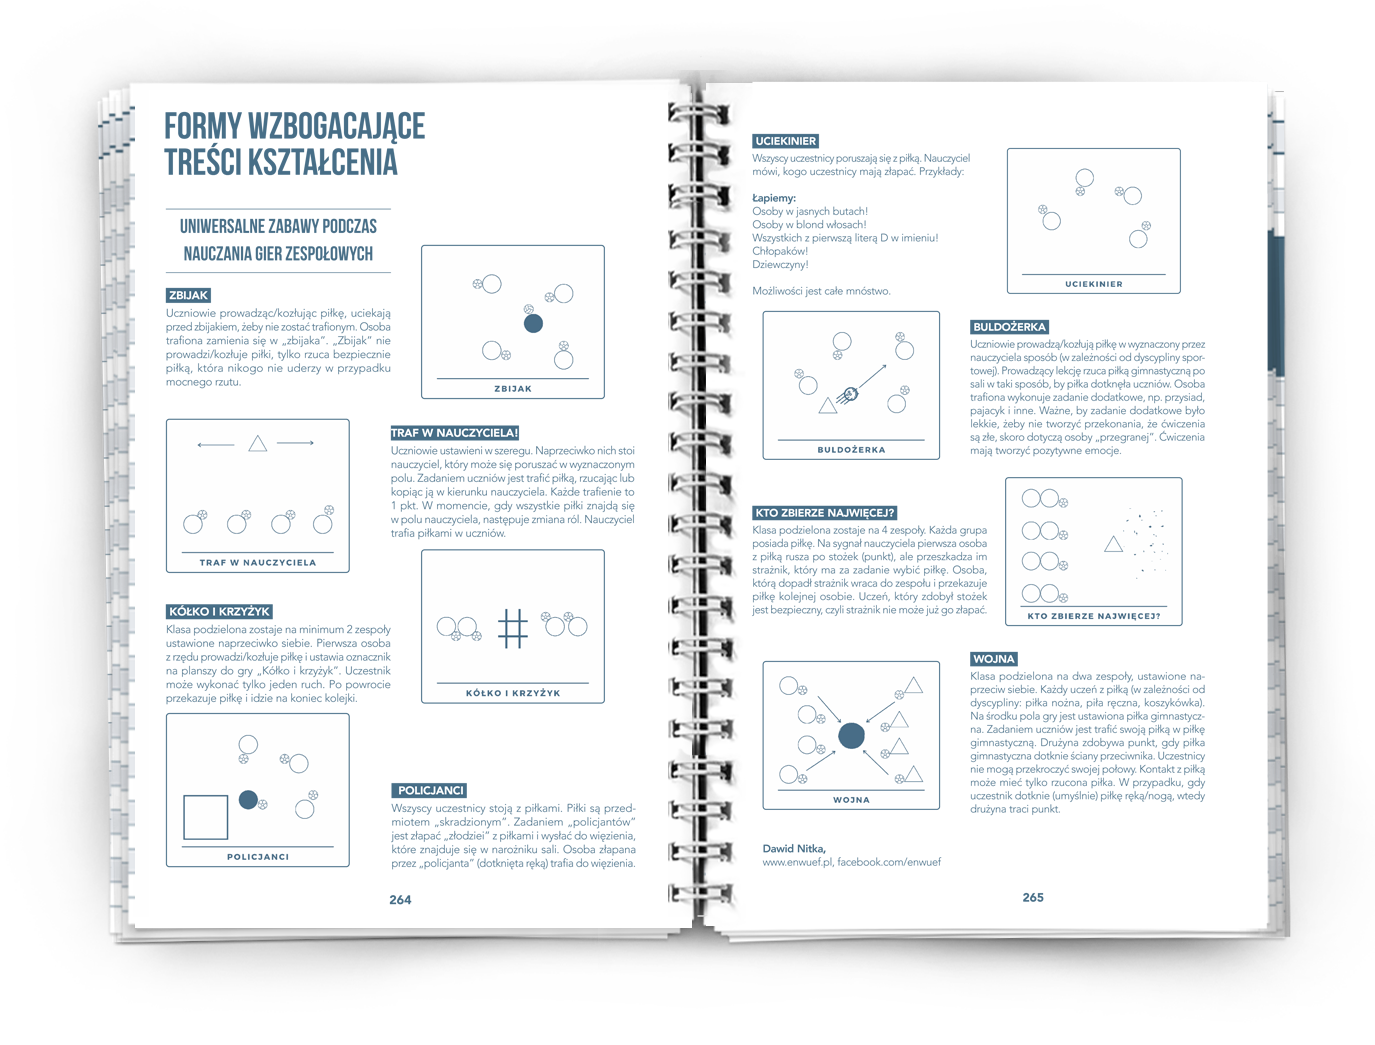 FORMY WZBOGACAJĄCE
TREŚCI KSZTAŁCENIA
UNIWERSALNE ZABAWY PODCZAS
NAUCZANIA GIER ZESPOŁOWYCH
ZBIJAK
Uczniowie prowadząc/kozłując piłkę, uciekają
przed zbijakiem, żeby nie zostać trafionym. Osoba
trafiona zamienia się w „zbijaka”. „Zbijak” nie
prowadzi/kozłuje piłki, tylko rzuca bezpiecznie
piłką, która nikogo nie uderzy w przypadku
mocnego rzutu.
ZBIJAK
TRAF W NAUCZYCIELA
TRAF W NAUCZYCIELA!
Uczniowie ustawieni w szeregu. Naprzeciwko nich stoi
nauczyciel, który może się poruszać w wyznaczonym
polu. Zadaniem uczniów jest trafić piłką, rzucając lub
kopiąc ją w kierunku nauczyciela. Każde trafienie to
1 pkt. W momencie, gdy wszystkie piłki znajdą się
w polu nauczyciela, następuje zmiana ról. Nauczyciel
trafia piłkami w uczniów.
KÓŁKO I KRZYŻYK
Klasa podzielona zostaje na minimum 2 zespoły
ustawione naprzeciwko siebie. Pierwsza osoba
z rzędu prowadzi/kozłuje piłkę i ustawia oznacznik
na planszy do gry „Kółko i krzyżyk”. Uczestnik
może wykonać tylko jeden ruch. Po powrocie
przekazuje piłkę i idzie na koniec kolejki.
KÓŁKO I KRZYŻYK
POLICJANCI
POLICJANCI
Wszyscy uczestnicy stoją z piłkami. Piłki są przed-
miotem „skradzionym”. Zadaniem „policjantów”
jest złapać „złodziei” z piłkami i wysłać do więzienia,
które znajduje się w narożniku sali. Osoba złapana
przez „policjanta” (dotknięta ręką) trafia do więzienia.
264
UCIEKINIER
Wszyscy uczestnicy poruszają się z piłką. Nauczyciel
mówi, kogo uczestnicy mają złapać. Przykłady:
Łapiemy:
Osoby w jasnych butach!
Osoby w blond włosach!
Wszystkich z pierwszą literą D w imieniu!
Chłopaków!
Dziewczyny!
Możliwości jest całe mnóstwo.
UCIEKINIER
BULDOŻERKA
BULDOŻERKA
Uczniowie prowadzą/kozłują piłkę w wyznaczony przez
nauczyciela sposób (w zależności od dyscypliny spor-
towej). Prowadzący lekcję rzuca piłką gimnastyczną po
sali w taki sposób, by piłka dotknęła uczniów. Osoba
trafiona wykonuje zadanie dodatkowe, np. przysiad,
pajacyk i inne. Ważne, by zadanie dodatkowe było
lekkie, żeby nie tworzyć przekonania, że ćwiczenia
są złe, skoro dotyczą osoby „przegranej”. Ćwiczenia
mają tworzyć pozytywne emocje.
KTO ZBIERZE NAJWIĘCEJ?
Klasa podzielona zostaje na 4 zespoły. Każda grupa
posiada piłkę. Na sygnał nauczyciela pierwsza osoba
z piłką rusza po stożek (punkt), ale przeszkadza im
strażnik, który ma za zadanie wybić piłkę. Osoba,
którą dopadł strażnik wraca do zespołu i przekazuje
piłkę kolejnej osobie. Uczeń, który zdobył stożek
jest bezpieczny, czyli strażnik nie może już go złapać.
KTO ZBIERZE NAJWIĘCEJ?
WOJNA
WOJNA
Klasa podzielona na dwa zespoły, ustawione na-
przeciw siebie. Każdy uczeń z piłką (w zależności od
dyscypliny: piłka nożna, piła ręczna, koszykówka).
Na środku pola gry jest ustawiona piłka gimnastycz-
na. Zadaniem uczniów jest trafić swoją piłką w piłkę
gimnastyczną. Drużyna zdobywa punkt, gdy piłka
gimnastyczna dotknie ściany przeciwnika. Uczestnicy
nie mogą przekroczyć swojej połowy. Kontakt z piłką
może mieć tylko rzucona piłka. W przypadku, gdy
uczestnik dotknie (umyślnie) piłkę ręką/nogą, wtedy
drużyna traci punkt.
Dawid Nitka,
www.enwuef.pl, facebook.com/enwuef
265